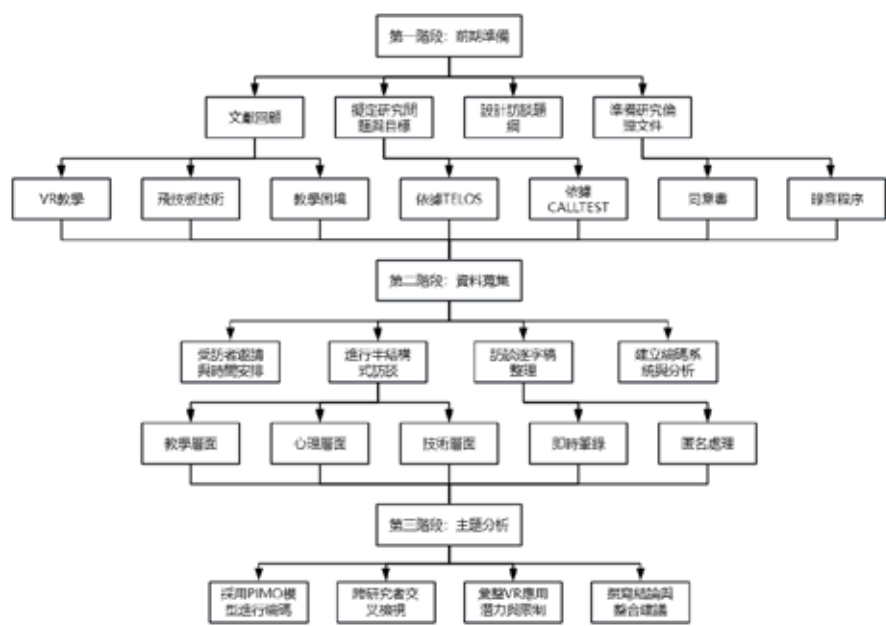 第一階段：前期準備
文獻回顧
擬定研究問
題與目標
設計訪談題
綱
準備研究倫
理文件
VR教學
飛技板技術
教學困境
依據TELOS
依據
CALLTEST
同意書
錄音程序
第二階段：資料蒐集
受訪者邀請
與時間安排
進行半結構
式訪談
訪談逐字稿
整理
建立編碼系
統與分析
教學層面
心理層面
技術層面
即時筆錄
匿名處理
第三階段：主題分析
採用PIMO模
型進行編碼
跨研究者交
叉檢視
彙整VR應用
潛力與限制
撰寫結論與
整合建議